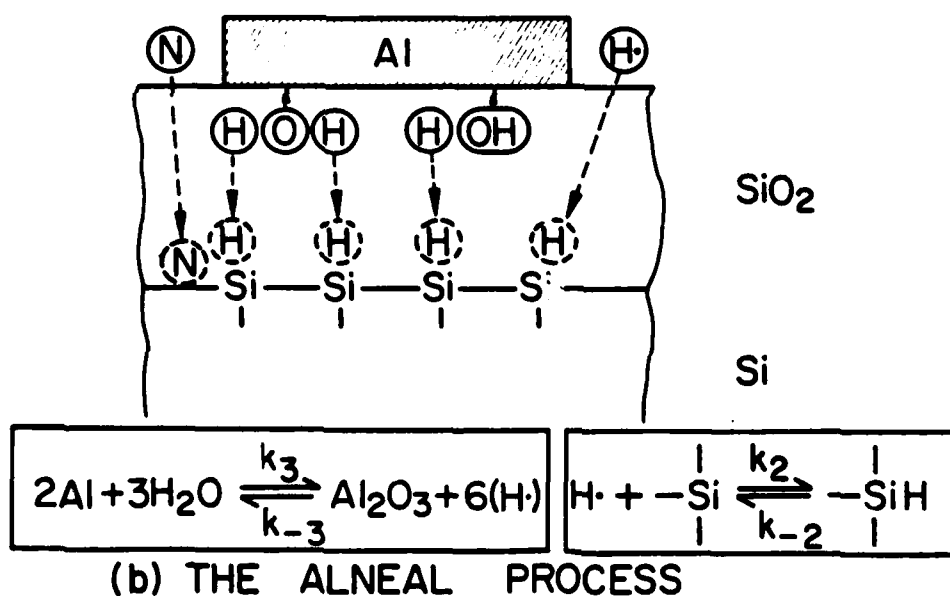 N Al H·
H O H H OH
SiO₂
H H H H
N
Si Si Si Si
Si
2Al+3H₂O k₃ ⇌ k₋₃ Al₂O₃+6(H·)
H· + –Si k₂ ⇌ k₋₂ –SiH
(b) THE ALNEAL PROCESS